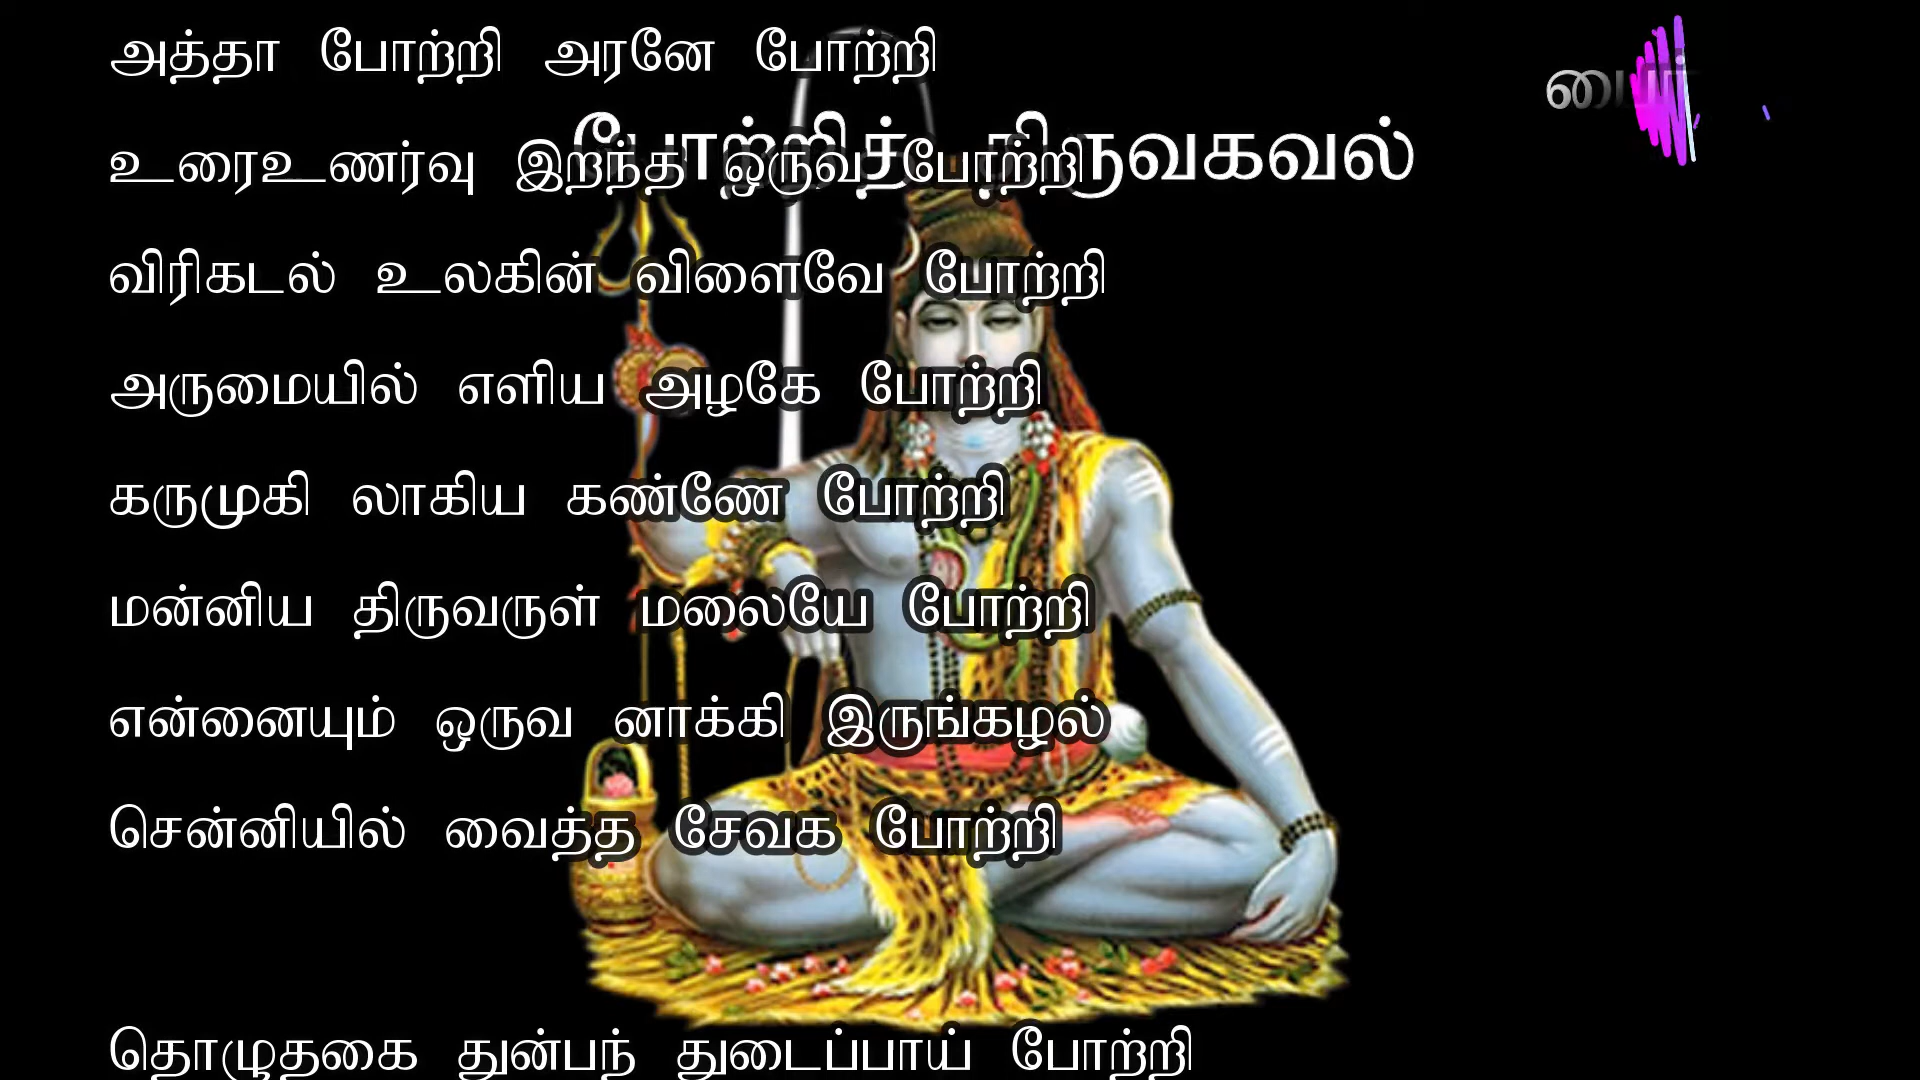 அத்தா போற்றி அரனே போற்றி
போற்றித் திருவகவல்
உரைஉணர்வு இறந்த ஒருவ போற்றி
விரிகடல் உலகின் விளைவே போற்றி
அருமையில் எளிய அழகே போற்றி
கருமுகி லாகிய கண்ணே போற்றி
மன்னிய திருவருள் மலையே போற்றி
என்னையும் ஒருவ னாக்கி இருங்கழல்
சென்னியில் வைத்த சேவக போற்றி
தொழுதகை துன்பந் துடைப்பாய் போற்றி